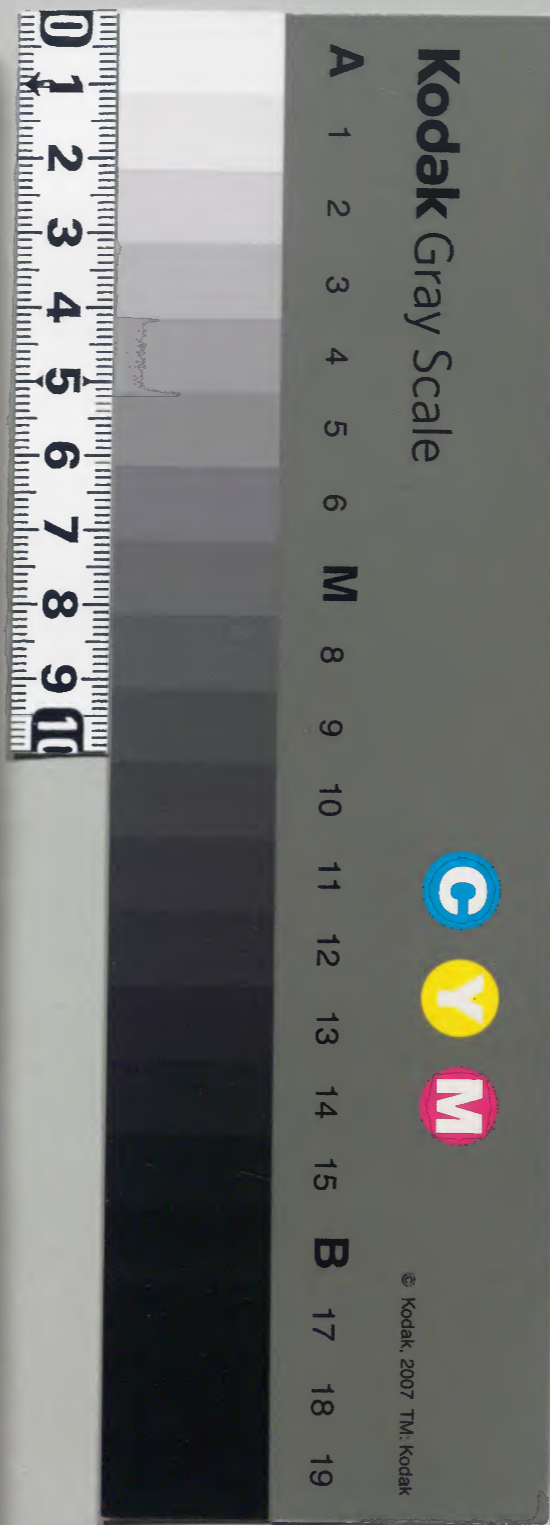 Kodak Gray Scale
C Y M
© Kodak, 2007 TM: Kodak
A 1 2 3 4 5 6 M 8 9 10 11 12 13 14 15 B 17 18 19
0 1 2 3 4 5 6 7 8 9 10